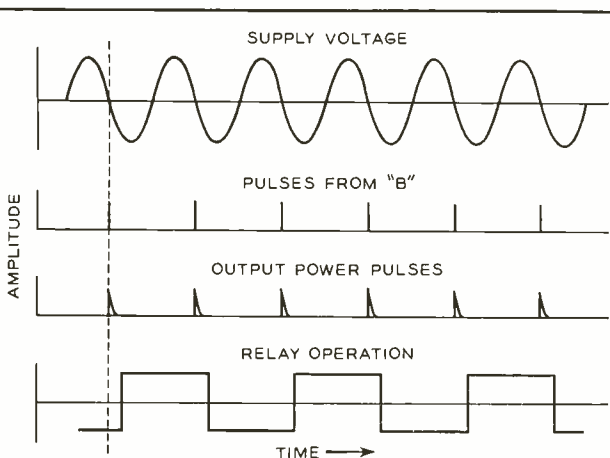 SUPPLY VOLTAGE
PULSES FROM "B"
AMPLITUDE
OUTPUT POWER PULSES
RELAY OPERATION
TIME